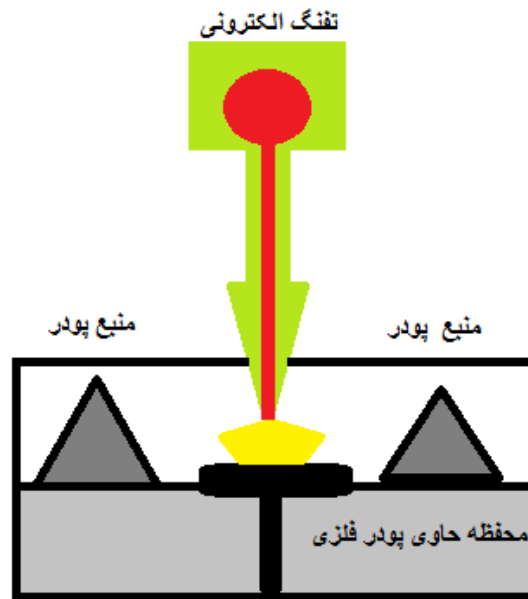 تفنگ الکترونی
منبع پودر
منبع پودر
محفظه حاوی پودر فلزی